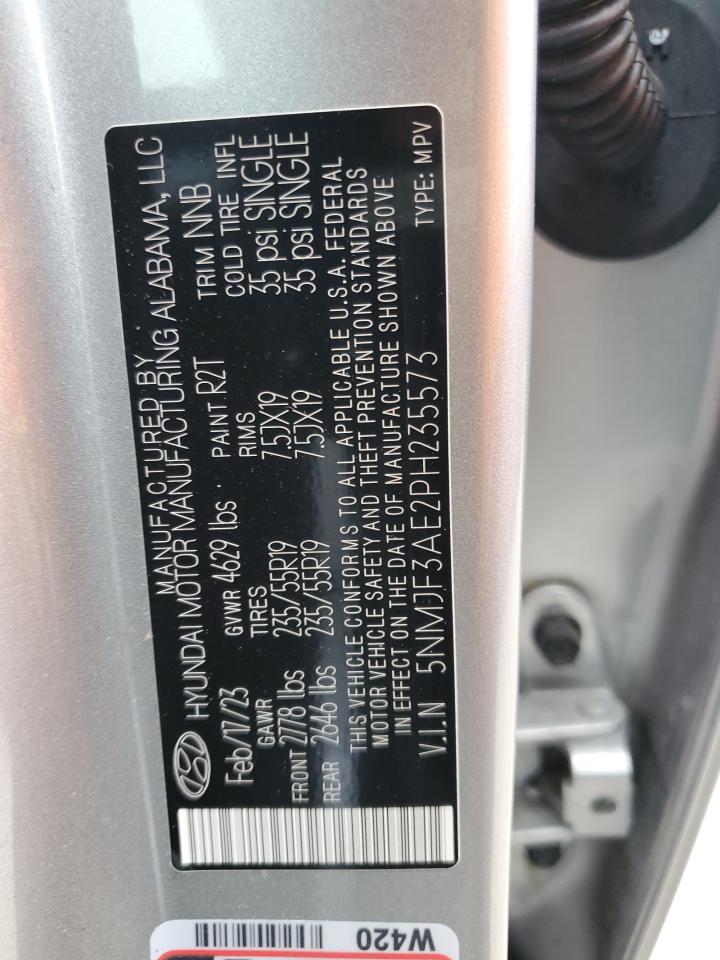 MANUFACTURED BY
HYUNDAI MOTOR MANUFACTURING ALABAMA, LLC
Feb/17/23 GVWR 4629 lbs PAINT R2T TRIM NNB
GAWR TIRES RIMS COLD TIRE INFL
FRONT 2778 lbs 235/55R19 7.5JX19 35 psi SINGLE
REAR 2646 lbs 235/55R19 7.5JX19 35 psi SINGLE
THIS VEHICLE CONFORMS TO ALL APPLICABLE U.S.A. FEDERAL
MOTOR VEHICLE SAFETY AND THEFT PREVENTION STANDARDS
IN EFFECT ON THE DATE OF MANUFACTURE SHOWN ABOVE
V.I.N 5NMJF3AE2PH235573 TYPE: MPV
W420